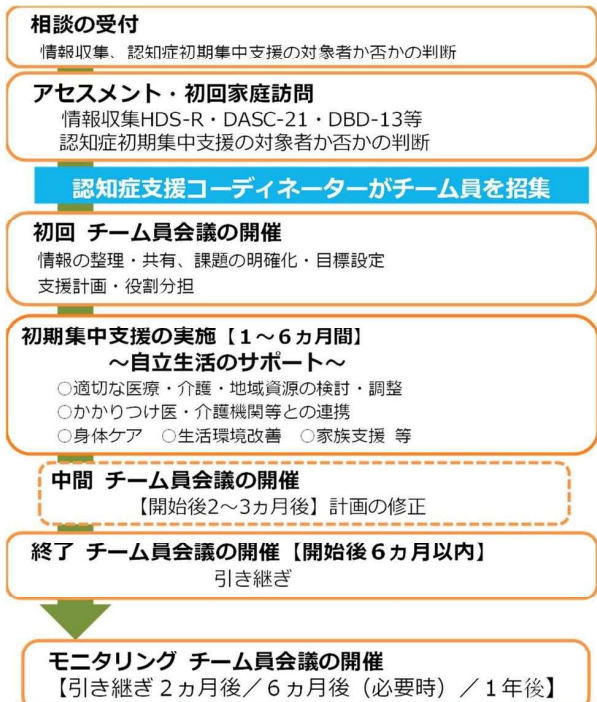 相談の受付
情報収集、認知症初期集中支援の対象者か否かの判断
アセスメント・初回家庭訪問
情報収集HDS-R・DASC-21・DBD-13等
認知症初期集中支援の対象者か否かの判断
認知症支援コーディネーターがチーム員を招集
初回 チーム員会議の開催
情報の整理・共有、課題の明確化・目標設定
支援計画・役割分担
初期集中支援の実施【１～６ヵ月間】
～自立生活のサポート～
○適切な医療・介護・地域資源の検討・調整
○かかりつけ医・介護機関等との連携
○身体ケア ○生活環境改善 ○家族支援 等
中間 チーム員会議の開催
【開始後2～3ヵ月後】計画の修正
終了 チーム員会議の開催【開始後６ヵ月以内】
引き継ぎ
モニタリング チーム員会議の開催
【引き継ぎ２ヵ月後／６ヵ月後（必要時）／１年後】